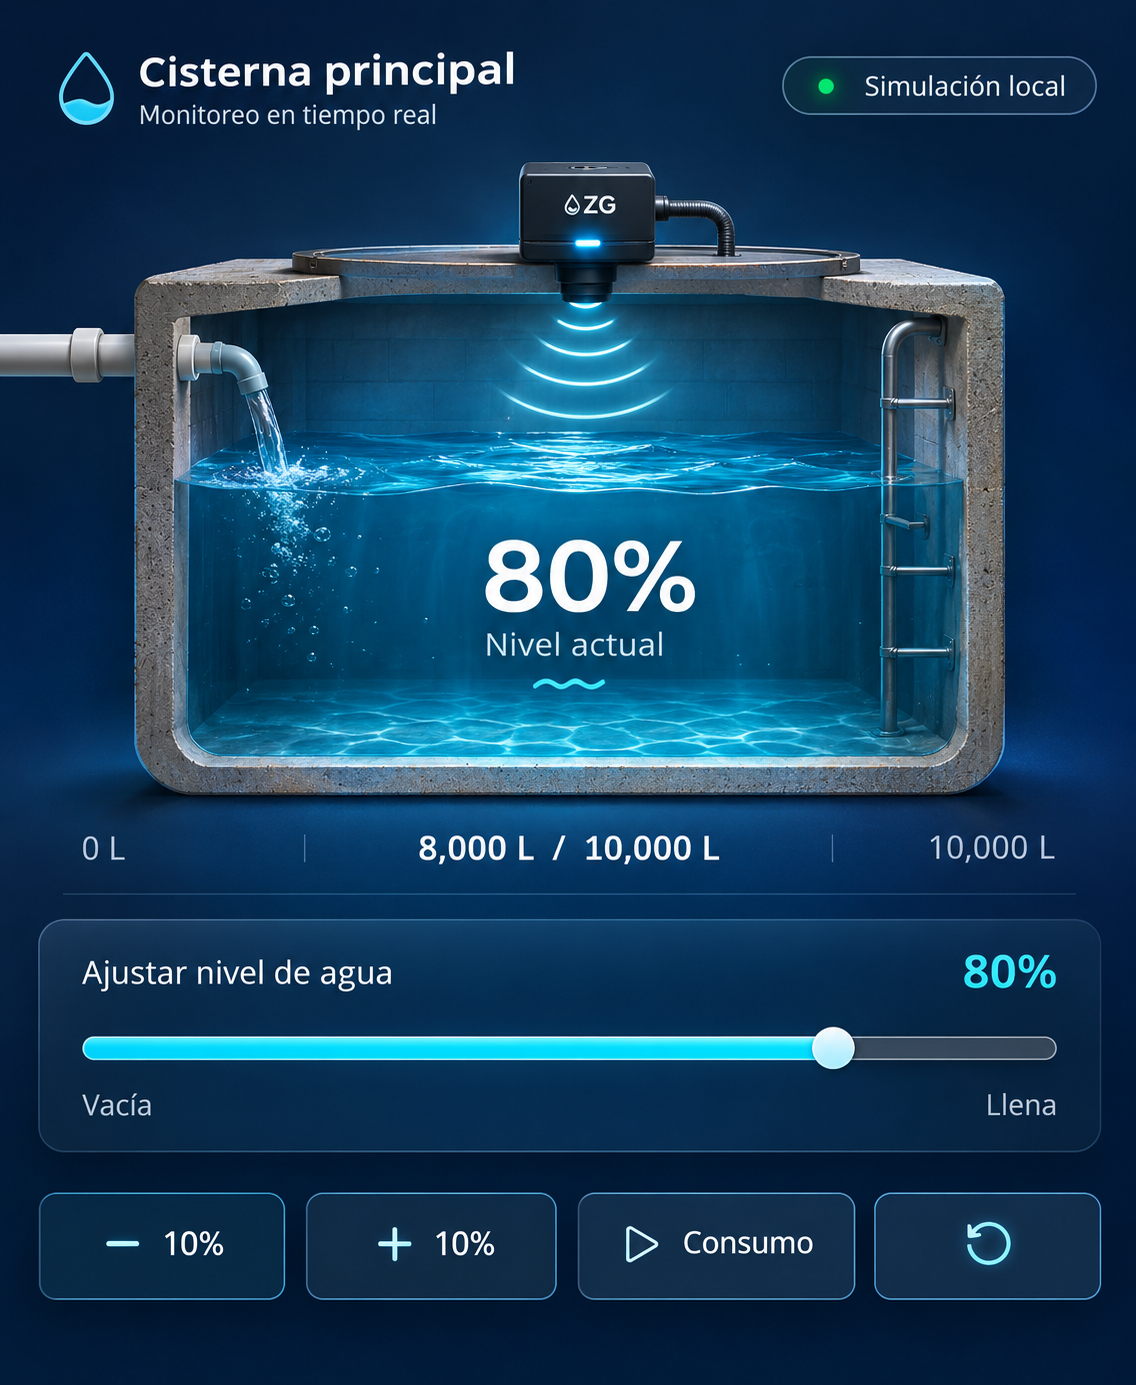 Cisterna principal
Monitoreo en tiempo real
Simulación local
ZG
80%
Nivel actual
0 L
8,000 L / 10,000 L
10,000 L
Ajustar nivel de agua
80%
Vacía
Llena
− 10%
+ 10%
Consumo